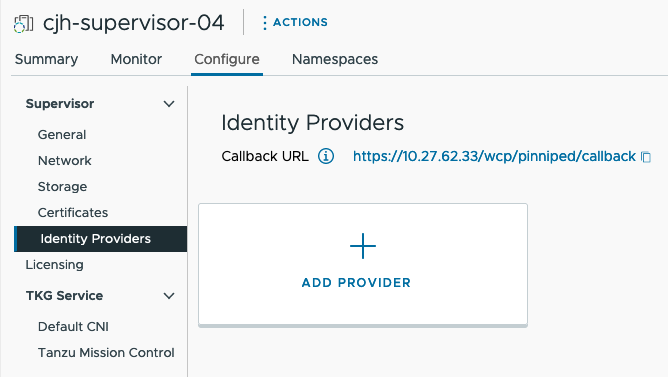 cjh-supervisor-04
ACTIONS
Summary Monitor Configure Namespaces
Supervisor
General
Network
Storage
Certificates
Identity Providers
Licensing
TKG Service
Default CNI
Tanzu Mission Control
Identity Providers
Callback URL https://10.27.62.33/wcp/pinniped/callback
ADD PROVIDER